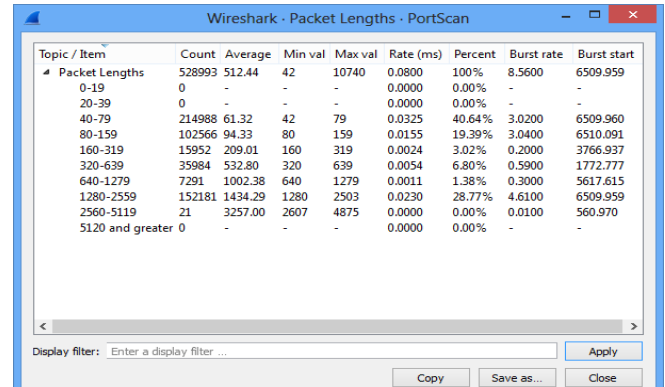 Wireshark · Packet Lengths · PortScan
Topic / Item Count Average Min val Max val Rate (ms) Percent Burst rate Burst start
Packet Lengths 528993 512.44 42 10740 0.0800 100% 8.5600 6509.959
0-19 0 - - - 0.0000 0.00% - -
20-39 0 - - - 0.0000 0.00% - -
40-79 214988 61.32 42 79 0.0325 40.64% 3.0200 6509.960
80-159 102566 94.33 80 159 0.0155 19.39% 3.0400 6510.091
160-319 15952 209.01 160 319 0.0024 3.02% 0.2000 3766.937
320-639 35984 532.80 320 639 0.0054 6.80% 0.5900 1772.777
640-1279 7291 1002.38 640 1279 0.0011 1.38% 0.3000 5617.615
1280-2559 152181 1434.29 1280 2503 0.0230 28.77% 4.6100 6509.959
2560-5119 21 3257.00 2607 4875 0.0000 0.00% 0.0100 560.970
5120 and greater 0 - - - 0.0000 0.00% - -
Display filter: Enter a display filter ... Apply
Copy Save as... Close